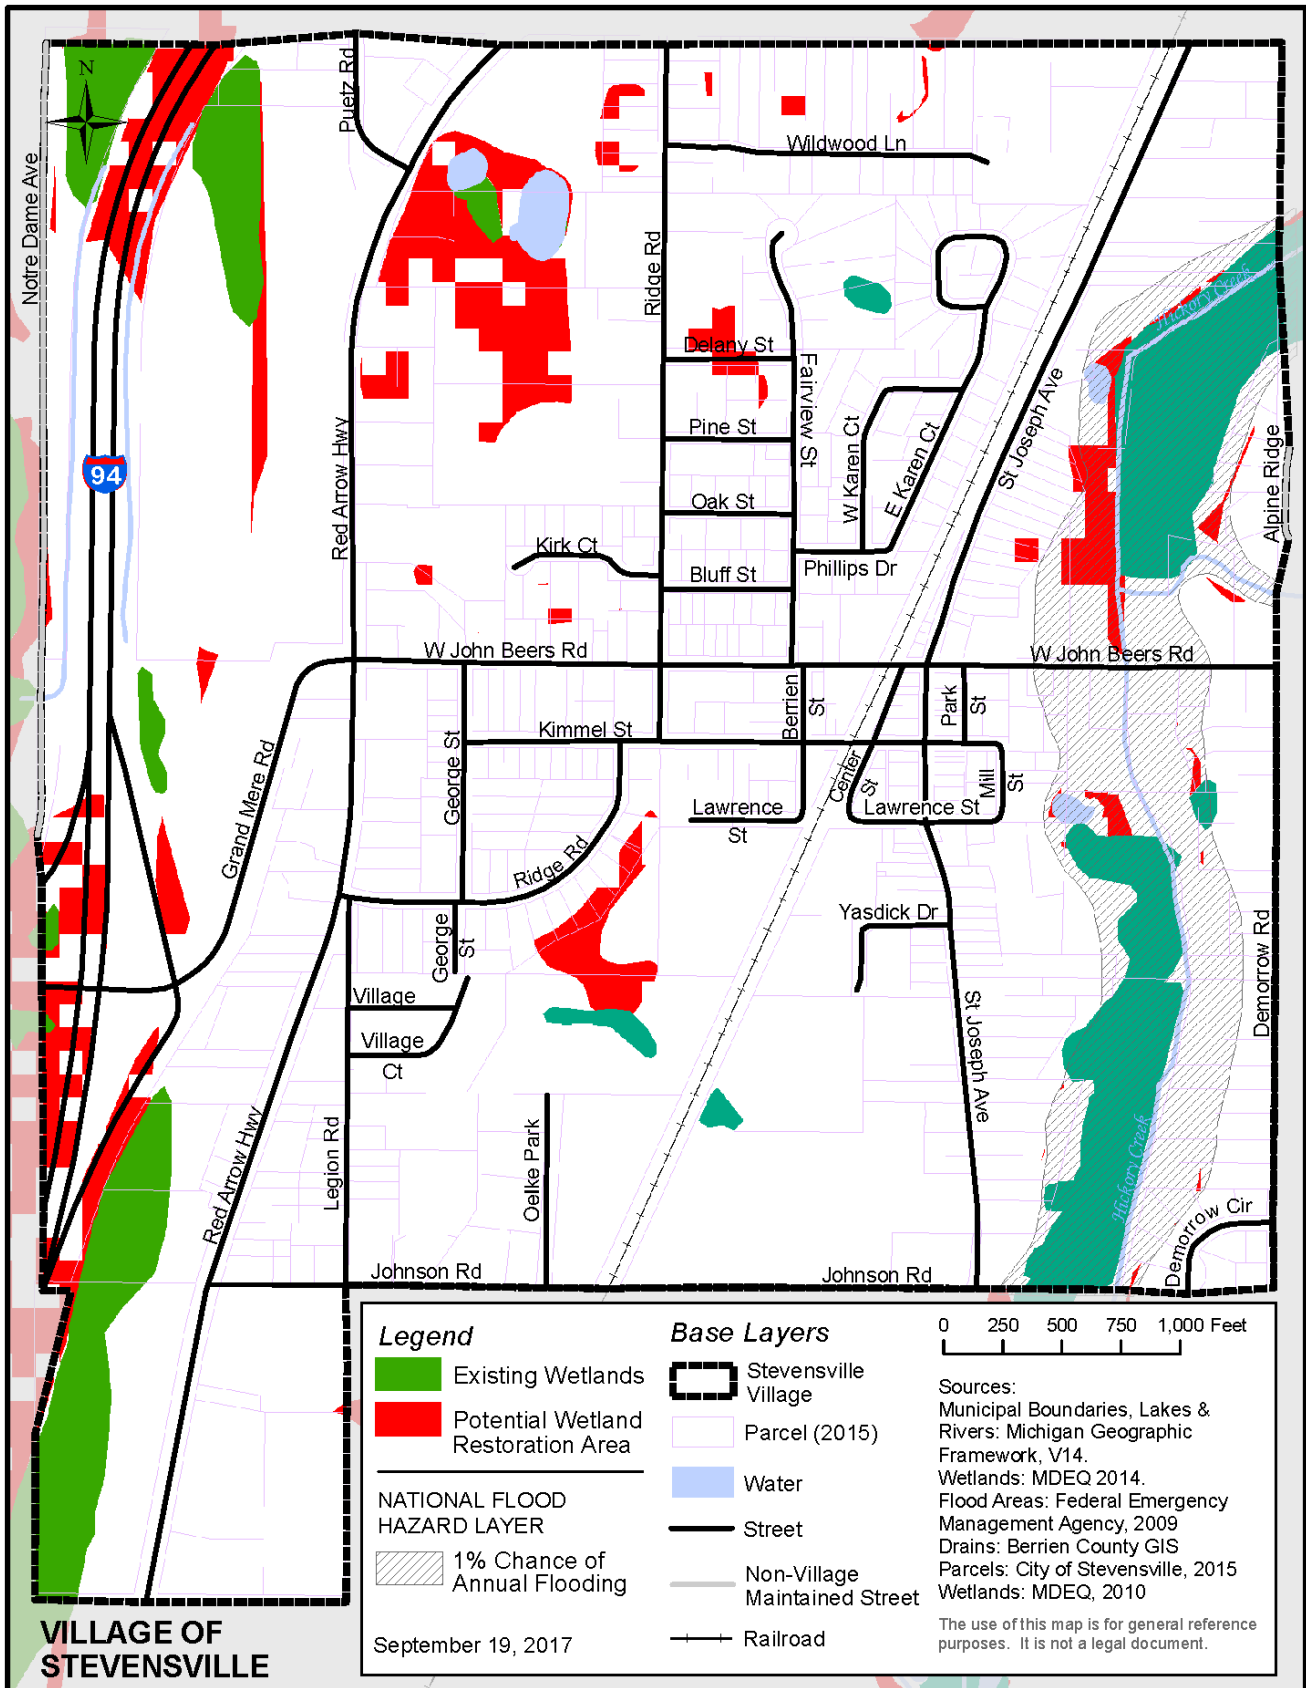 N
Puetz Rd
Notre Dame Ave
Wildwood Ln
Ridge Rd
Hickory Creek
Delany St
Fairview St
St Joseph Ave
Red Arrow Hwy
Pine St
W Karen Ct
E Karen Ct
Alpine Ridge
94
Oak St
Kirk Ct
Bluff St
Phillips Dr
W John Beers Rd
W John Beers Rd
Berrien
St
Park
St
Kimmel St
George St
Grand Mere Rd
Center
St
Mill
St
Lawrence
St
Lawrence St
Ridge Rd
Yasdick Dr
George
St
Demorrow Rd
Village
Village
Ct
St Joseph Ave
Red Arrow Hwy
Legion Rd
Oelke Park
Hickory Creek
Demorrow Cir
Johnson Rd
Johnson Rd
Legend
Existing Wetlands
Potential Wetland
Restoration Area
NATIONAL FLOOD
HAZARD LAYER
1% Chance of
Annual Flooding
September 19, 2017
Base Layers
Stevensville
Village
Parcel (2015)
Water
Street
Non-Village
Maintained Street
Railroad
0 250 500 750 1,000 Feet
Sources:
Municipal Boundaries, Lakes &
Rivers: Michigan Geographic
Framework, V14.
Wetlands: MDEQ 2014.
Flood Areas: Federal Emergency
Management Agency, 2009
Drains: Berrien County GIS
Parcels: City of Stevensville, 2015
Wetlands: MDEQ, 2010
The use of this map is for general reference
purposes. It is not a legal document.
VILLAGE OF
STEVENSVILLE